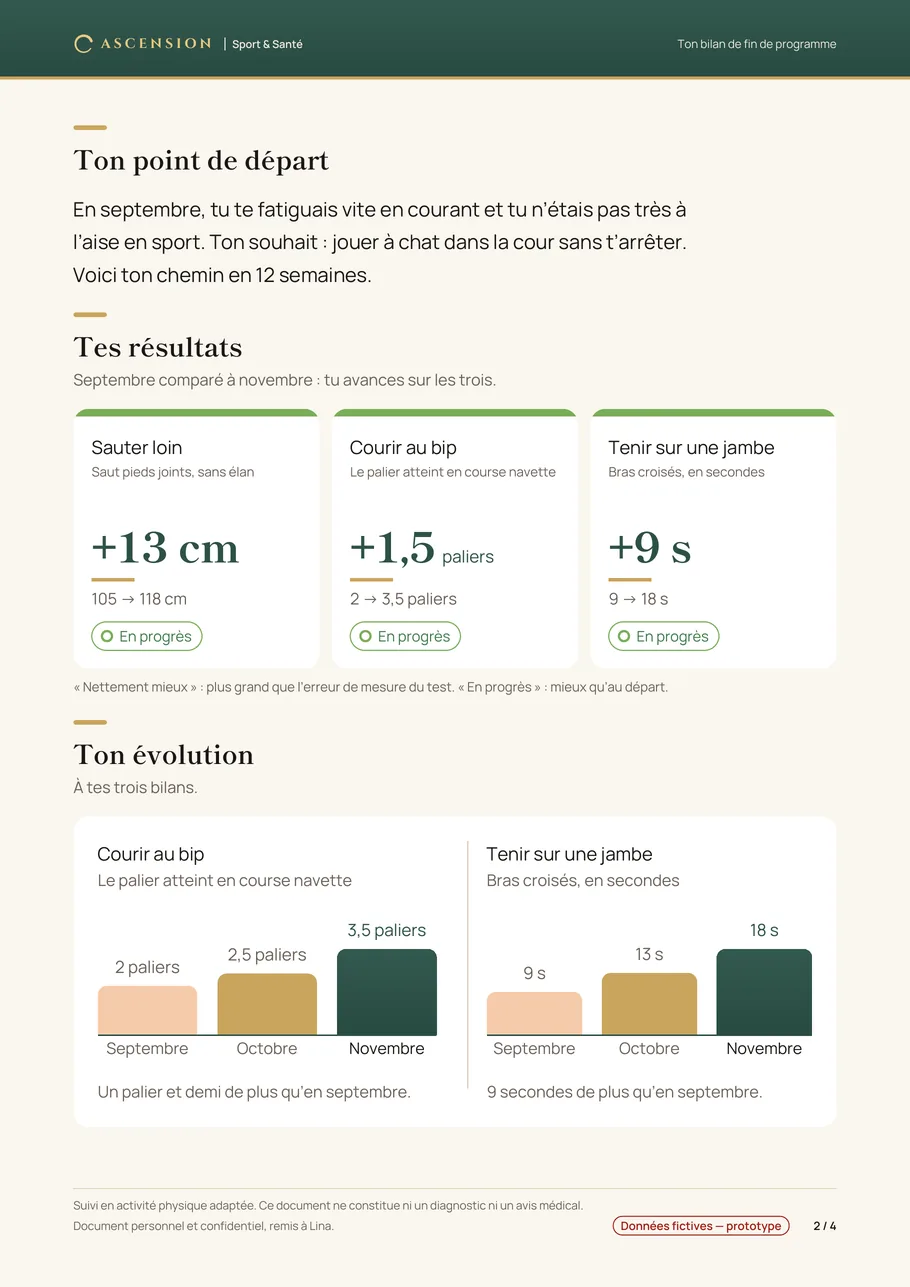 ASCENSION | Sport & Santé
Ton bilan de fin de programme
Ton point de départ
En septembre, tu te fatiguais vite en courant et tu n’étais pas très à
l’aise en sport. Ton souhait : jouer à chat dans la cour sans t’arrêter.
Voici ton chemin en 12 semaines.
Tes résultats
Septembre comparé à novembre : tu avances sur les trois.
Sauter loin
Saut pieds joints, sans élan
+13 cm
105 → 118 cm
En progrès
Courir au bip
Le palier atteint en course navette
+1,5 paliers
2 → 3,5 paliers
En progrès
Tenir sur une jambe
Bras croisés, en secondes
+9 s
9 → 18 s
En progrès
« Nettement mieux » : plus grand que l’erreur de mesure du test. « En progrès » : mieux qu’au départ.
Ton évolution
À tes trois bilans.
Courir au bip
Le palier atteint en course navette
2 paliers
2,5 paliers
3,5 paliers
Septembre
Octobre
Novembre
Un palier et demi de plus qu’en septembre.
Tenir sur une jambe
Bras croisés, en secondes
9 s
13 s
18 s
Septembre
Octobre
Novembre
9 secondes de plus qu’en septembre.
Suivi en activité physique adaptée. Ce document ne constitue ni un diagnostic ni un avis médical.
Document personnel et confidentiel, remis à Lina.
Données fictives — prototype
2 / 4